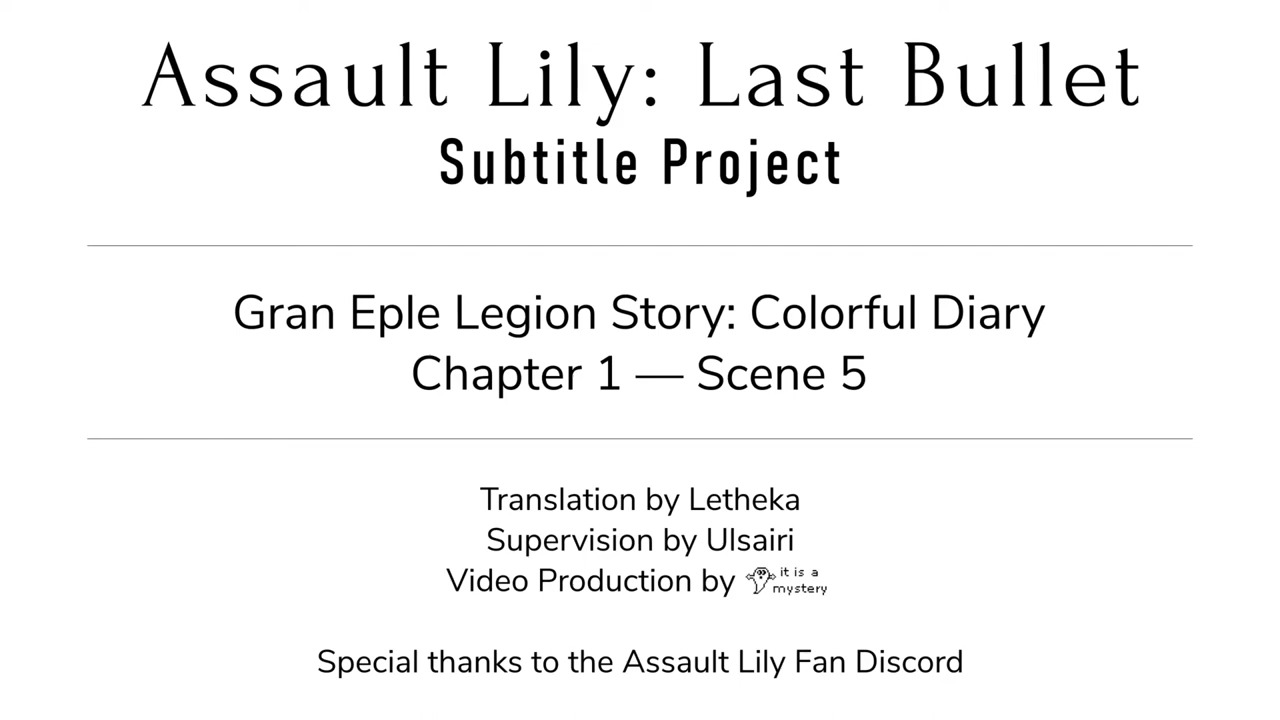 Assault Lily: Last Bullet
Subtitle Project
Gran Eple Legion Story: Colorful Diary
Chapter 1 — Scene 5
Translation by Letheka
Supervision by Ulsairi
Video Production by it is a mystery
Special thanks to the Assault Lily Fan Discord